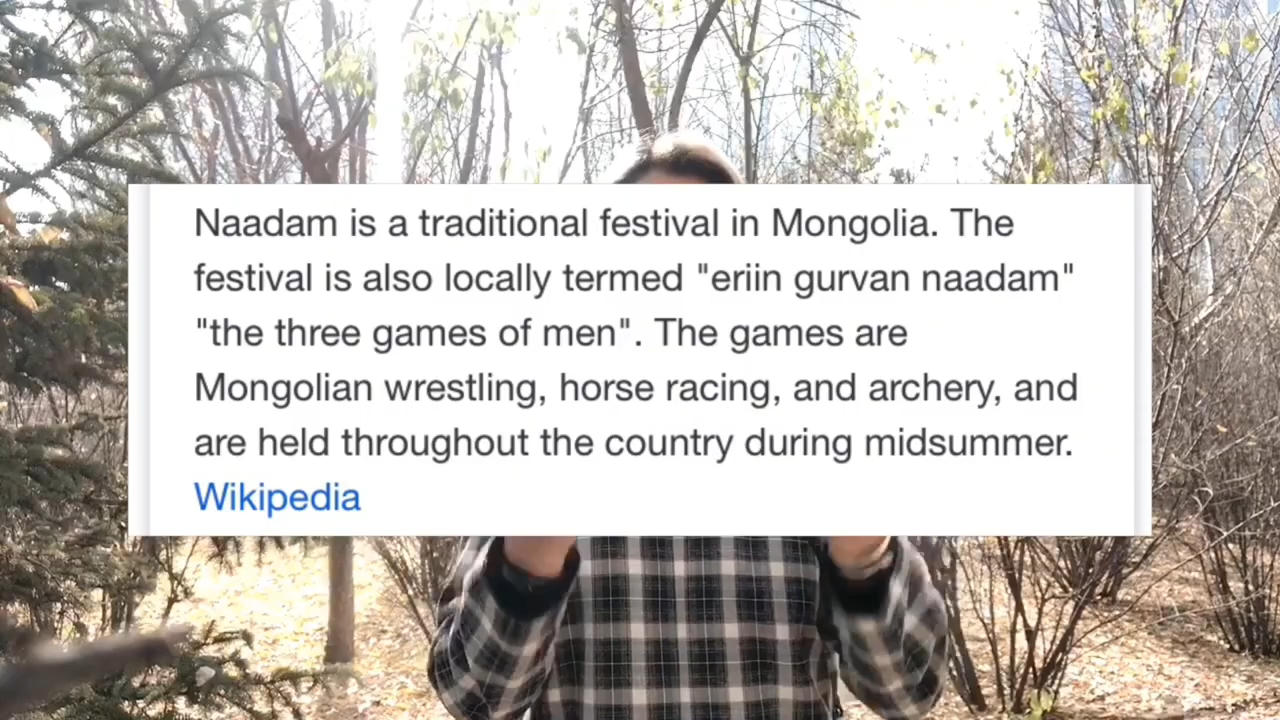 Naadam is a traditional festival in Mongolia. The
festival is also locally termed "eriin gurvan naadam"
"the three games of men". The games are
Mongolian wrestling, horse racing, and archery, and
are held throughout the country during midsummer.
Wikipedia